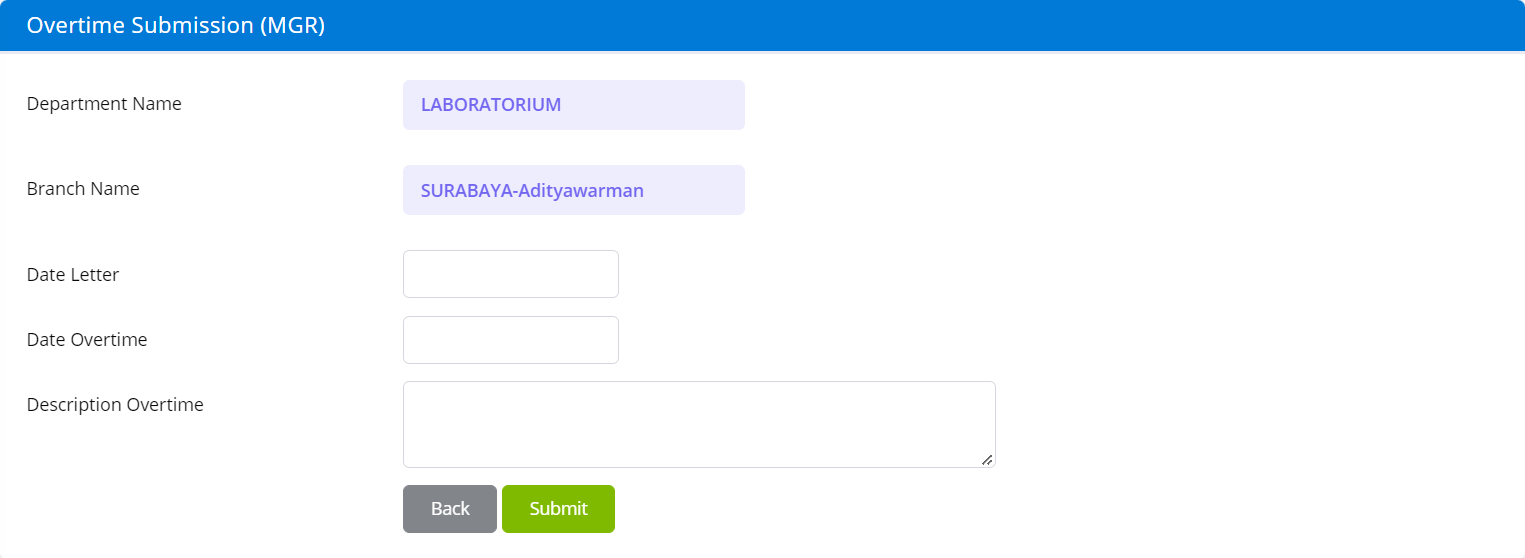 Overtime Submission (MGR)
Department Name
LABORATORIUM
Branch Name
SURABAYA-Adityawarman
Date Letter
Date Overtime
Description Overtime
Back
Submit